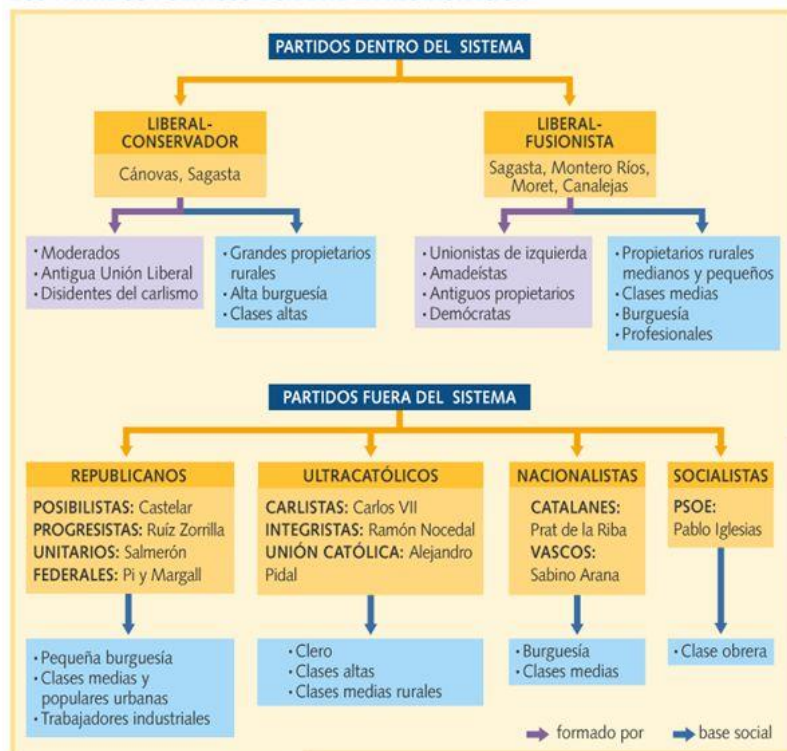 PARTIDOS DENTRO DEL SISTEMA
LIBERAL-
CONSERVADOR
Cánovas, Sagasta
• Moderados
• Antigua Unión Liberal
• Disidentes del carlismo
• Grandes propietarios
rurales
• Alta burguesía
• Clases altas
LIBERAL-
FUSIONISTA
Sagasta, Montero Ríos,
Moret, Canalejas
• Unionistas de izquierda
• Amadeístas
• Antiguos propietarios
• Demócratas
• Propietarios rurales
medianos y pequeños
• Clases medias
• Burguesía
• Profesionales
PARTIDOS FUERA DEL SISTEMA
REPUBLICANOS
POSIBILISTAS: Castelar
PROGRESISTAS: Ruíz Zorrilla
UNITARIOS: Salmerón
FEDERALES: Pi y Margall
• Pequeña burguesía
• Clases medias y
populares urbanas
• Trabajadores industriales
ULTRACATÓLICOS
CARLISTAS: Carlos VII
INTEGRISTAS: Ramón Nocedal
UNIÓN CATÓLICA: Alejandro
Pidal
• Clero
• Clases altas
• Clases medias rurales
NACIONALISTAS
CATALANES:
Prat de la Riba
VASCOS:
Sabino Arana
• Burguesía
• Clases medias
SOCIALISTAS
PSOE:
Pablo Iglesias
• Clase obrera
formado por
base social